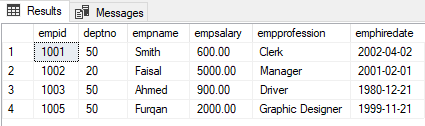 Results Messages
empid deptno empname empsalary empprofession emphiredate
1 1001 50 Smith 600.00 Clerk 2002-04-02
2 1002 20 Faisal 5000.00 Manager 2001-02-01
3 1003 50 Ahmed 900.00 Driver 1980-12-21
4 1005 50 Furqan 2000.00 Graphic Designer 1999-11-21